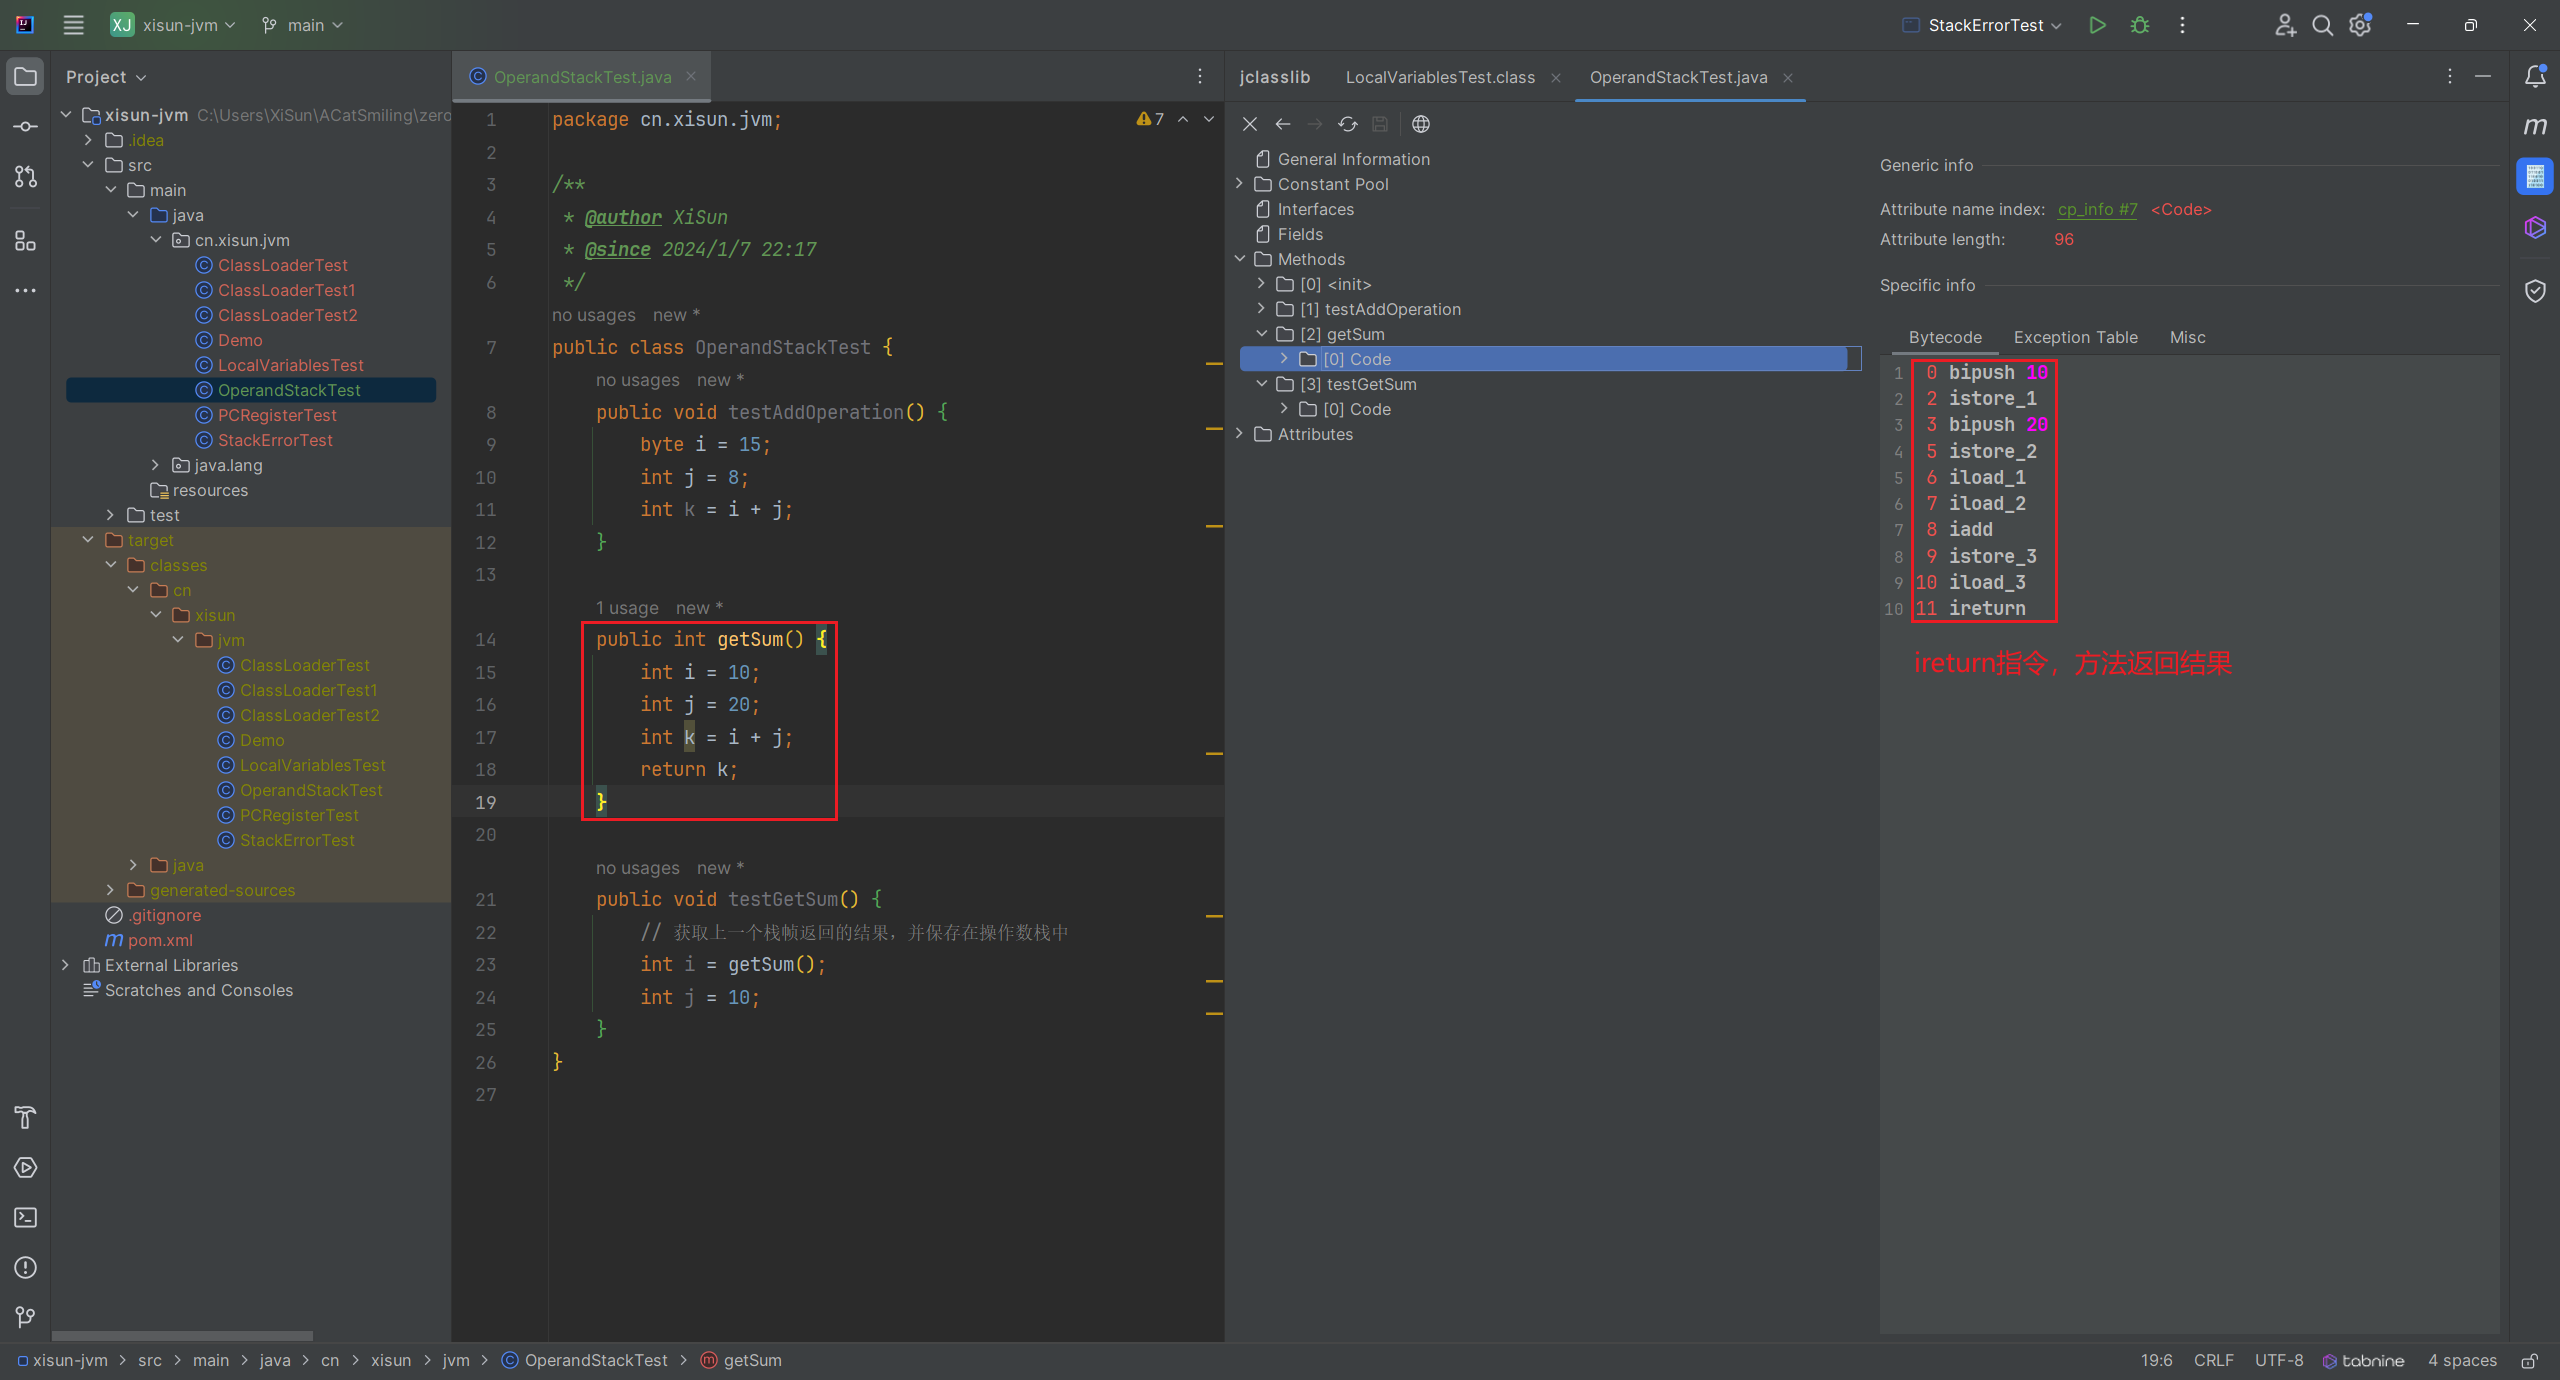 XJ xisun-jvm main StackErrorTest
Project
xisun-jvm C:\Users\XiSun\ACatSmiling\zero
.idea
src
main
java
cn.xisun.jvm
ClassLoaderTest
ClassLoaderTest1
ClassLoaderTest2
Demo
LocalVariablesTest
OperandStackTest
PCRegisterTest
StackErrorTest
java.lang
resources
test
target
classes
cn
xisun
jvm
ClassLoaderTest
ClassLoaderTest1
ClassLoaderTest2
Demo
LocalVariablesTest
OperandStackTest
PCRegisterTest
StackErrorTest
java
generated-sources
.gitignore
pom.xml
External Libraries
Scratches and Consoles
OperandStackTest.java
7
1 package cn.xisun.jvm;
2
3 /**
4 * @author XiSun
5 * @since 2024/1/7 22:17
6 */
no usages new *
7 public class OperandStackTest {
no usages new *
8 public void testAddOperation() {
9 byte i = 15;
10 int j = 8;
11 int k = i + j;
12 }
13
1 usage new *
14 public int getSum() {
15 int i = 10;
16 int j = 20;
17 int k = i + j;
18 return k;
19 }
20
no usages new *
21 public void testGetSum() {
22 // 获取上一个栈帧返回的结果，并保存在操作数栈中
23 int i = getSum();
24 int j = 10;
25 }
26 }
27
jclasslib LocalVariablesTest.class OperandStackTest.java
General Information
Constant Pool
Interfaces
Fields
Methods
[0] <init>
[1] testAddOperation
[2] getSum
[0] Code
[3] testGetSum
[0] Code
Attributes
Generic info
Attribute name index: cp_info #7 <Code>
Attribute length: 96
Specific info
Bytecode Exception Table Misc
1 0 bipush 10
2 2 istore_1
3 3 bipush 20
4 5 istore_2
5 6 iload_1
6 7 iload_2
7 8 iadd
8 9 istore_3
9 10 iload_3
10 11 ireturn
ireturn指令，方法返回结果
xisun-jvm > src > main > java > cn > xisun > jvm > OperandStackTest > getSum
19:6 CRLF UTF-8 tabnine 4 spaces